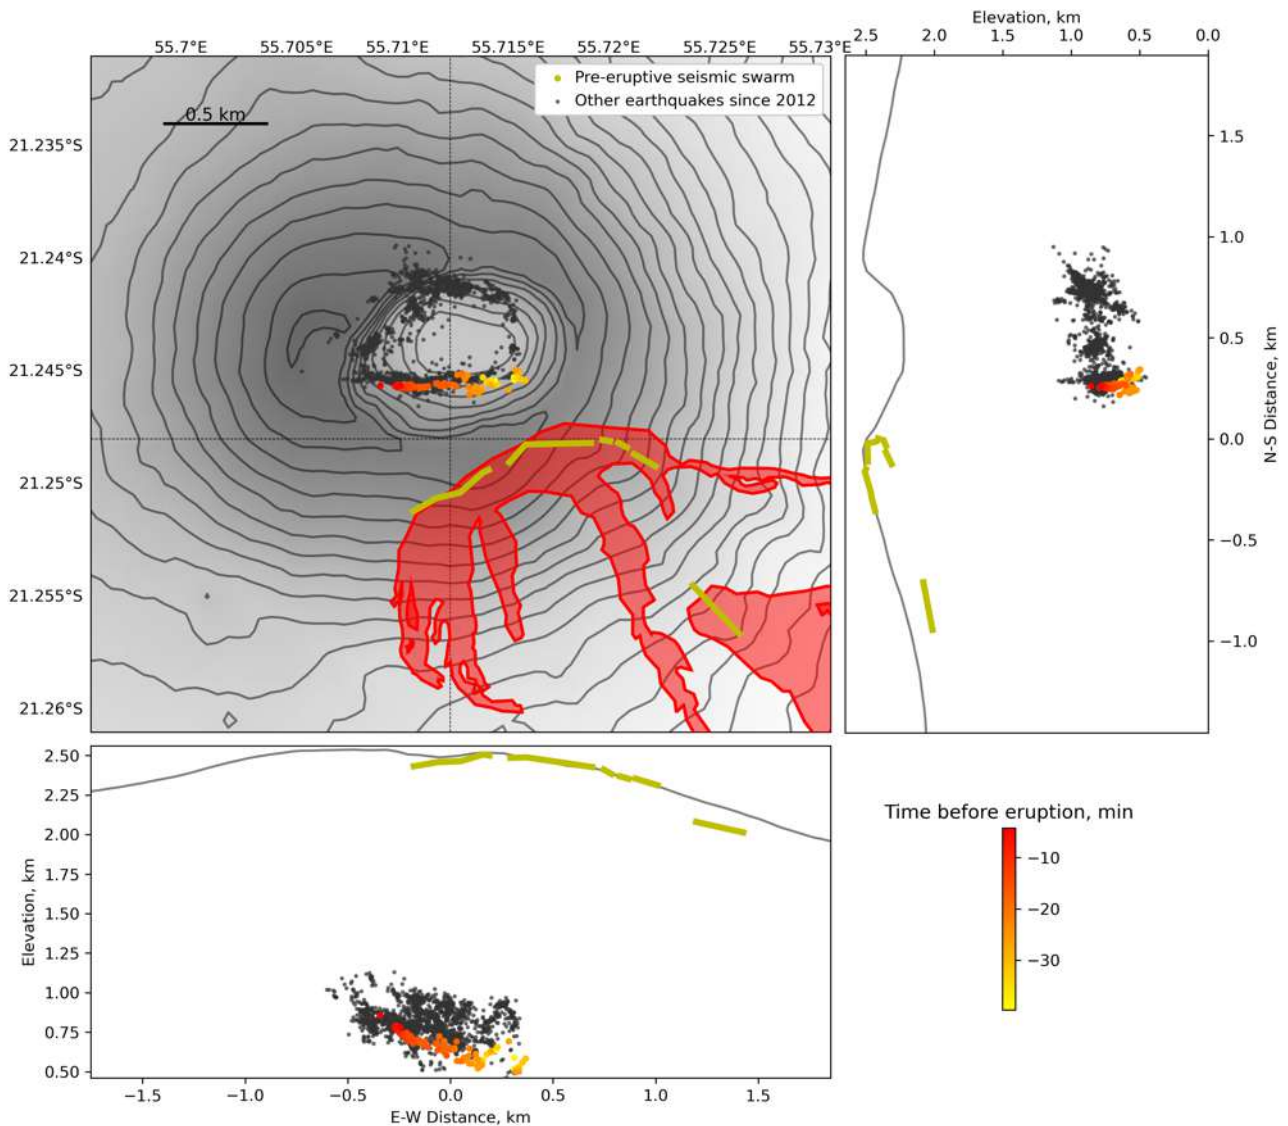 Elevation, km
55.7°E 55.705°E 55.71°E 55.715°E 55.72°E 55.725°E 55.73°E
2.5 2.0 1.0 0.5 0.0
Pre-eruptive seismic swarm
Other earthquakes since 2012
0.5 km
21.235°S
21.24°S
21.245°S
21.25°S
21.255°S
21.26°S
1.5
1.0
0.5
0.0
−0.5
−1.0
N-S Distance, km
2.50
2.25
2.00
1.75
1.50
1.25
1.00
0.75
0.50
Elevation, km
−1.5 −1.0 −0.5 0.0 0.5 1.0 1.5
E-W Distance, km
Time before eruption, min
−10
−20
−30